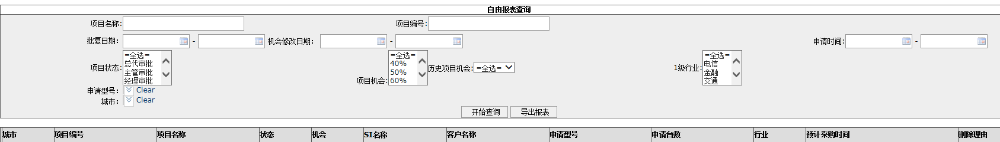 自由报表查询
项目名称: 项目编号:
批复日期: - 机会修改日期: - 申请时间: -
项目状态: =全选= 总代审批 主管审批 经理审批
项目机会: =全选= 40% 50% 60%
历史项目机会: =全选=
1级行业: =全选= 电信 金融 交通
申请型号: Clear
城市: Clear
开始查询 导出报表
城市 项目编号 项目名称 状态 机会 SI名称 客户名称 申请型号 申请台数 行业 预计采购时间 删除理由